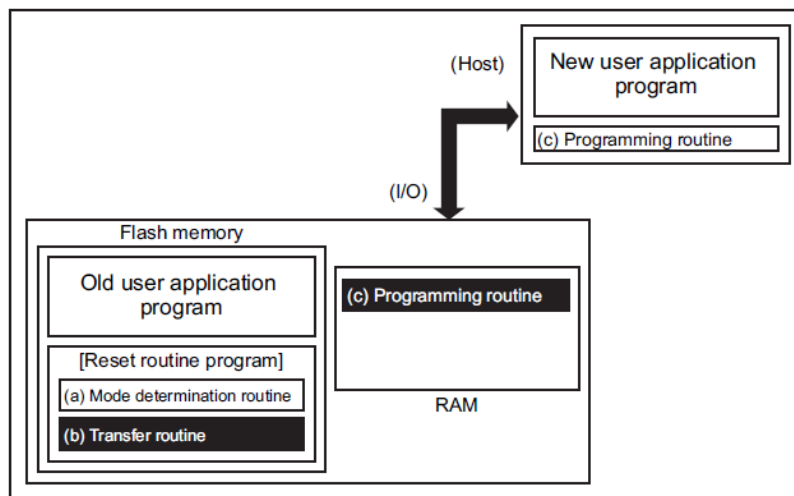 (Host)
New user application
program
(c) Programming routine
(I/O)
Flash memory
Old user application
program
[Reset routine program]
(a) Mode determination routine
(b) Transfer routine
(c) Programming routine
RAM